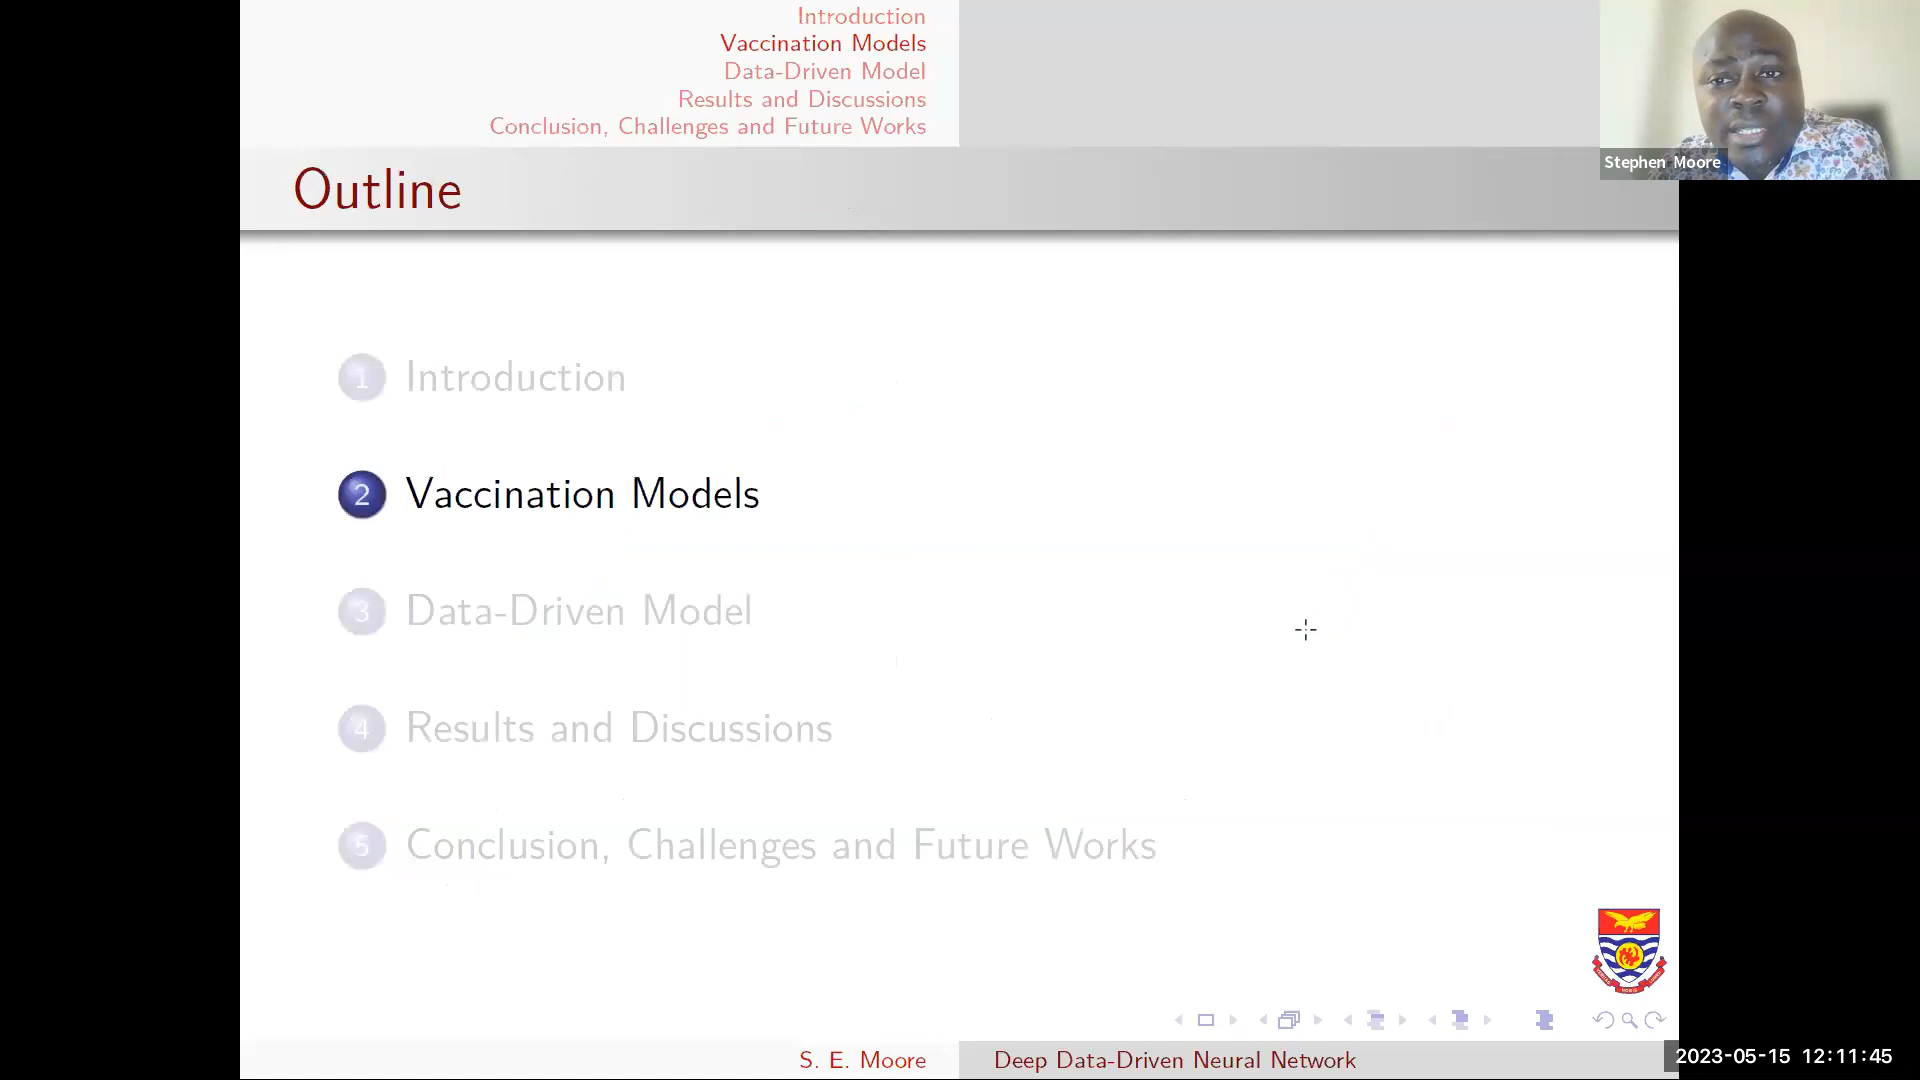 Introduction
Vaccination Models
Data-Driven Model
Results and Discussions
Conclusion, Challenges and Future Works
Stephen Moore
Outline
1 Introduction
2 Vaccination Models
3 Data-Driven Model
4 Results and Discussions
5 Conclusion, Challenges and Future Works
S. E. Moore
Deep Data-Driven Neural Network
2023-05-15 12:11:45